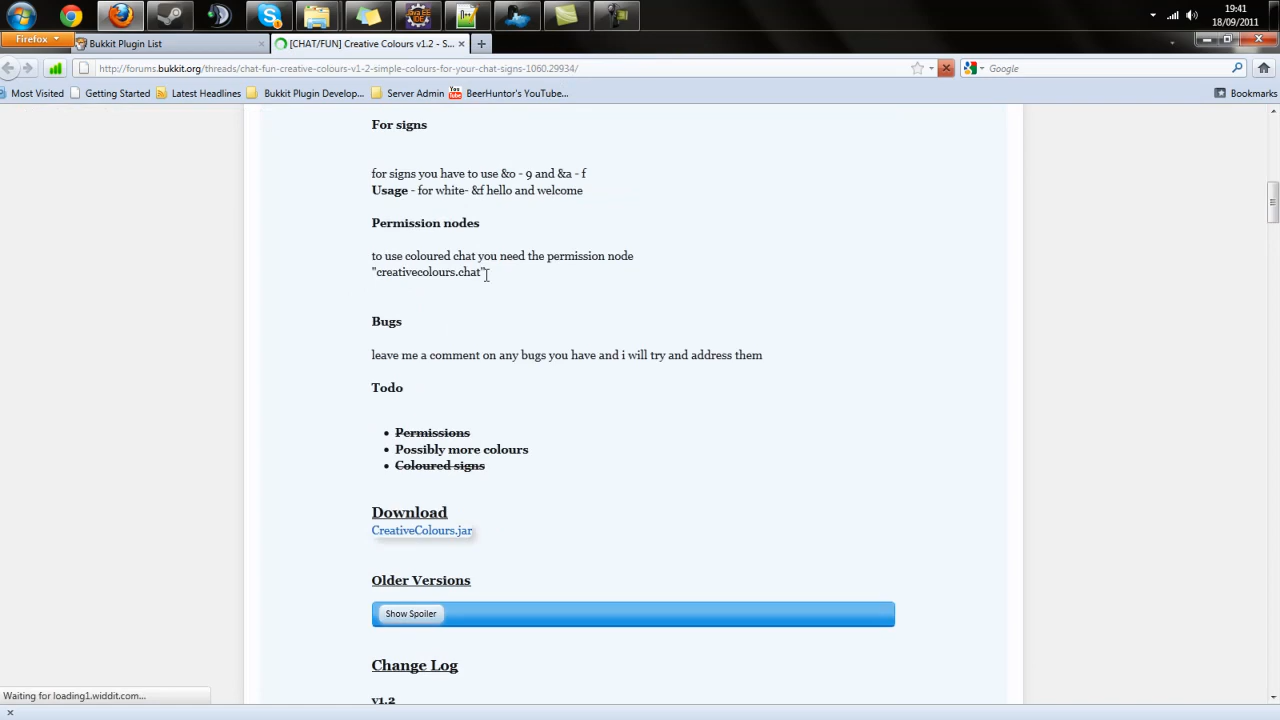 19:41
18/09/2011
Firefox
Bukkit Plugin List
[CHAT/FUN] Creative Colours v1.2 - S...
http://forums.bukkit.org/threads/chat-fun-creative-colours-v1-2-simple-colours-for-your-chat-signs-1060.29934/
Google
Most Visited
Getting Started
Latest Headlines
Bukkit Plugin Develop...
Server Admin
BeerHuntor's YouTube...
Bookmarks
For signs
for signs you have to use &0 - 9 and &a - f
Usage - for white- &f hello and welcome
Permission nodes
to use coloured chat you need the permission node
"creativecolours.chat"
Bugs
leave me a comment on any bugs you have and i will try and address them
Todo
Permissions
Possibly more colours
Coloured signs
Download
CreativeColours.jar
Older Versions
Show Spoiler
Change Log
v1.2
Waiting for loading1.widdit.com...